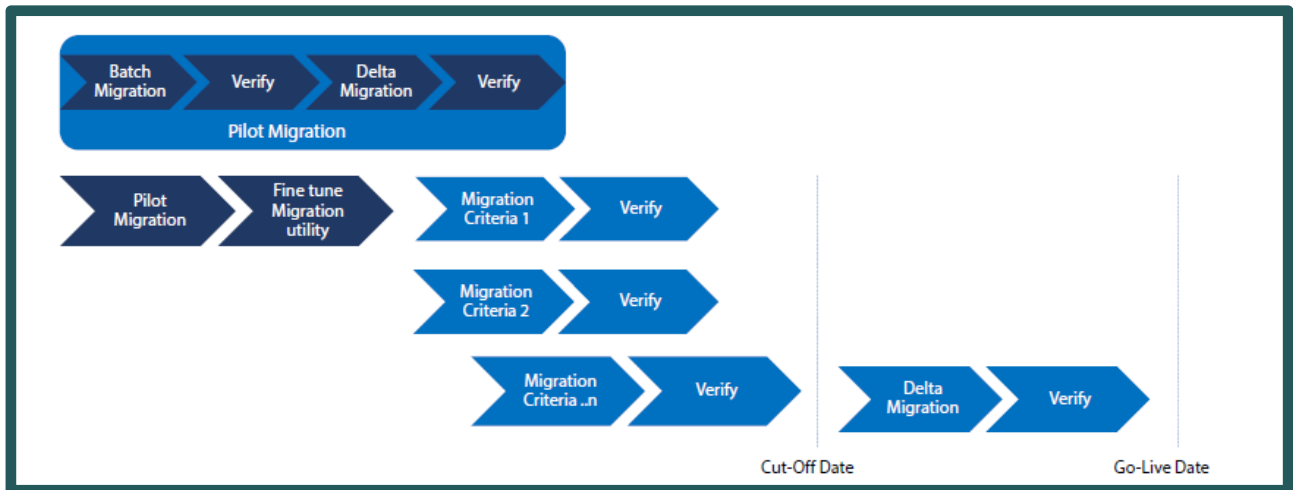 Batch
Migration
Verify
Delta
Migration
Verify
Pilot Migration
Pilot
Migration
Fine tune
Migration
utility
Migration
Criteria 1
Verify
Migration
Criteria 2
Verify
Migration
Criteria ..n
Verify
Delta
Migration
Verify
Cut-Off Date
Go-Live Date